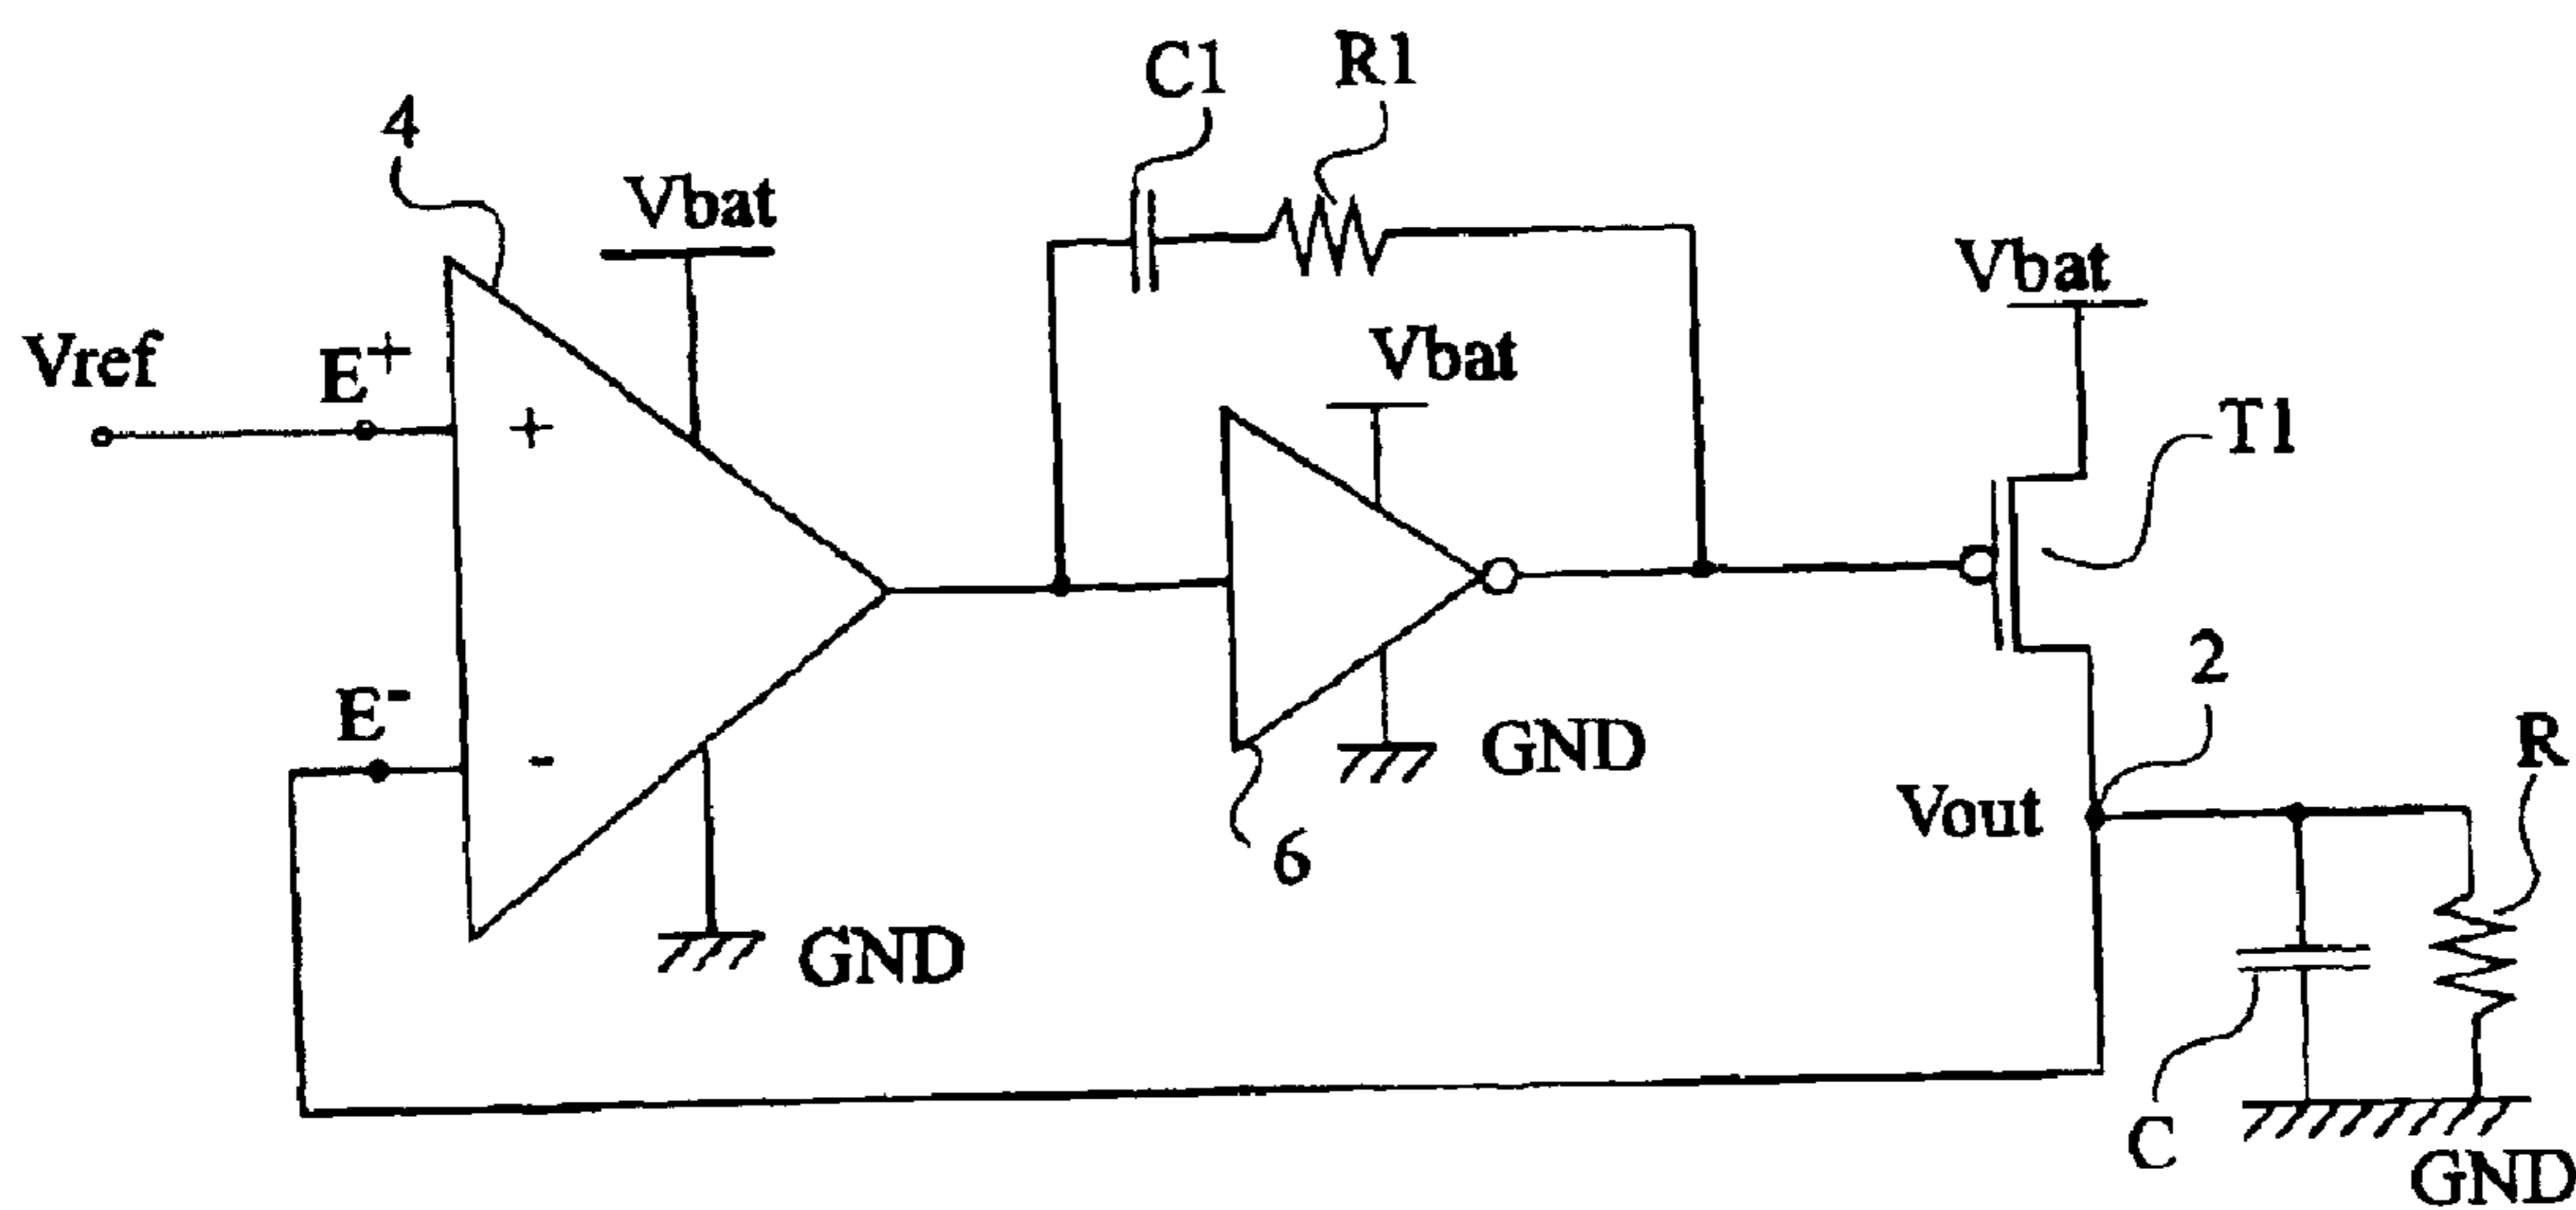 C1
R1
4
Vbat
Vbat
Vref
E+
+
Vbat
T1
E-
-
2
R
GND
Vout
6
GND
C
GND